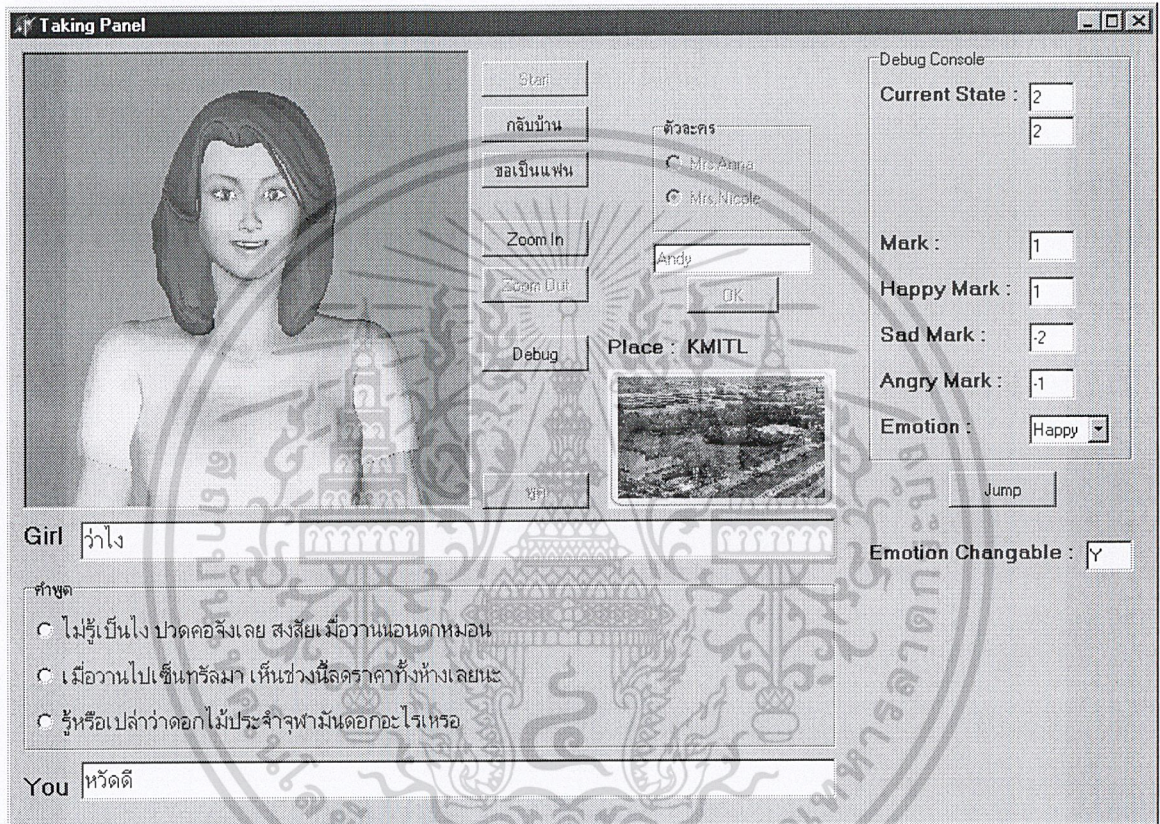 Taking Panel
Start
กลับบ้าน
ขอเป็นแฟน
Zoom In
Zoom Out
Debug
พูด
ตัวละคร
Mrs.Anna
Mrs.Nicole
Andy
OK
Place : KMITL
Debug Console
Current State : 2
2
Mark : 1
Happy Mark : 1
Sad Mark : -2
Angry Mark : -1
Emotion : Happy
Jump
Emotion Changable : Y
Girl ว่าไง
คำพูด
ไม่รู้เป็นไง ปวดคอจังเลย สงสัยเมื่อวานนอนตกหมอน
เมื่อวานไปเซ็นทรัลมา เห็นช่วงนี้ลดราคาทั้งห้างเลยนะ
รู้หรือเปล่าว่าดอกไม้ประจำจุฬามันดอกอะไรเหรอ
You หวัดดี